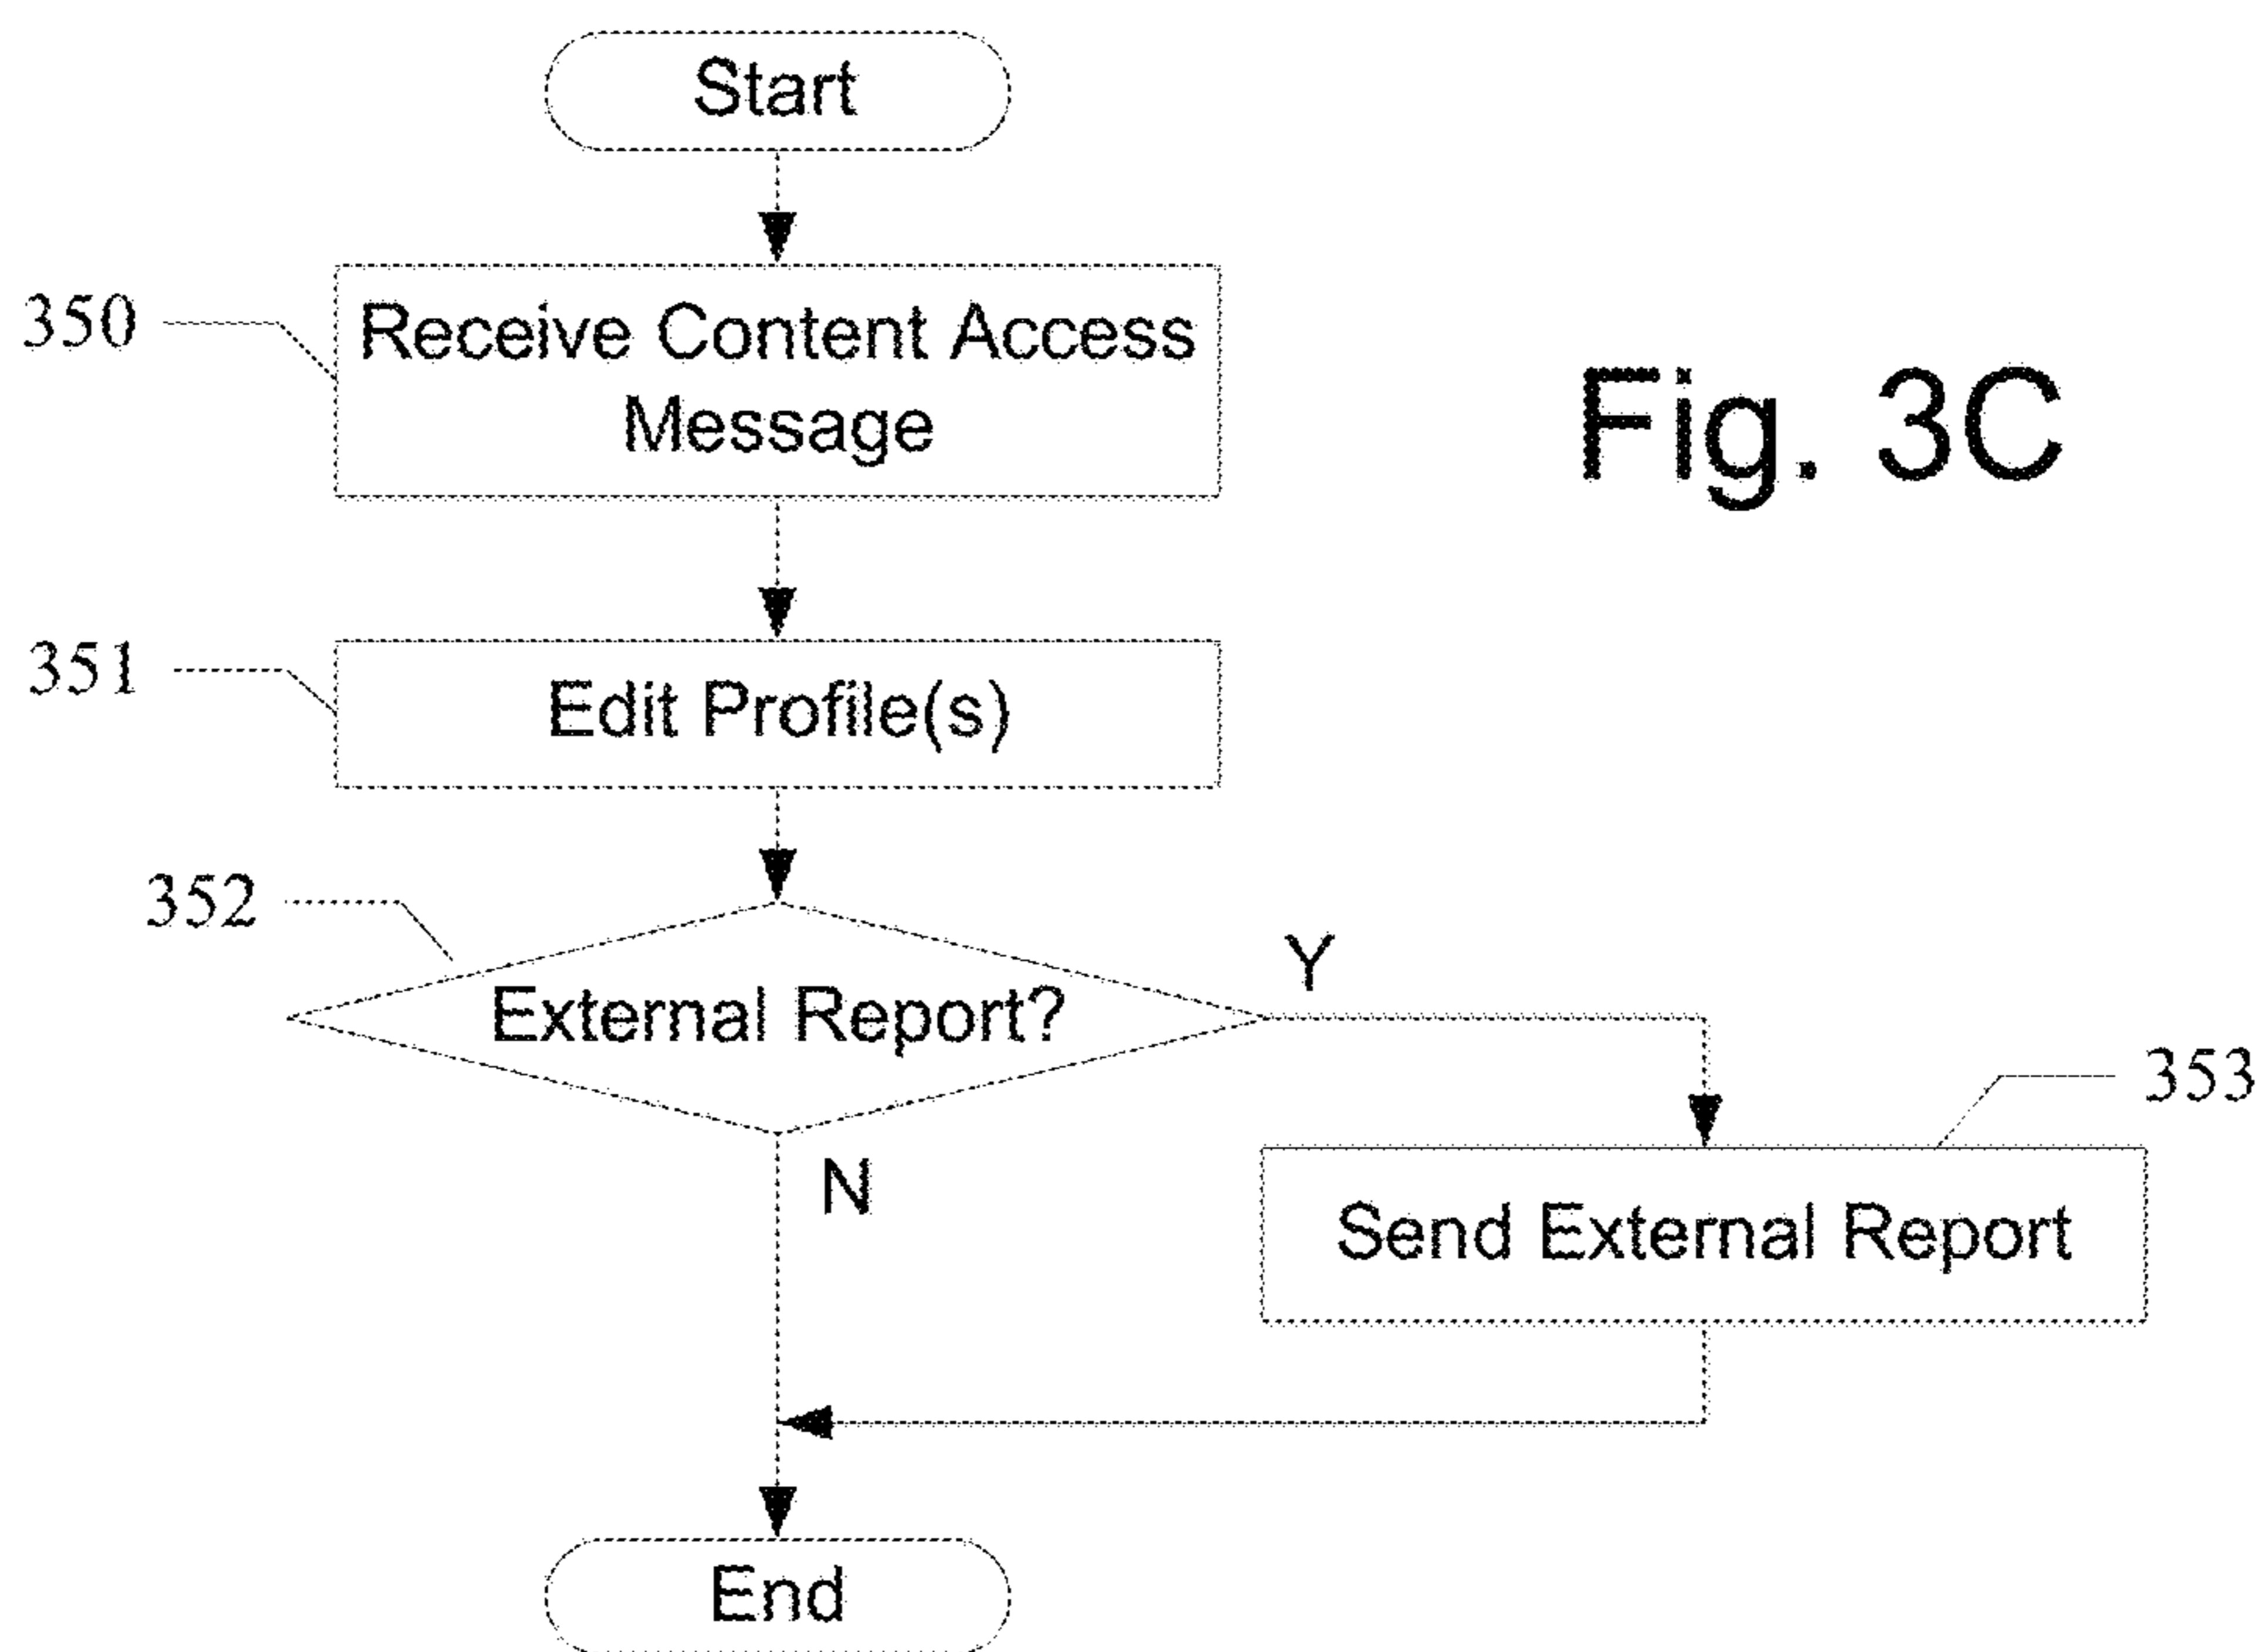 Start
350
Receive Content Access
Message
Fig. 3C
351
Edit Profile(s)
352
External Report?
Y
353
N
Send External Report
End